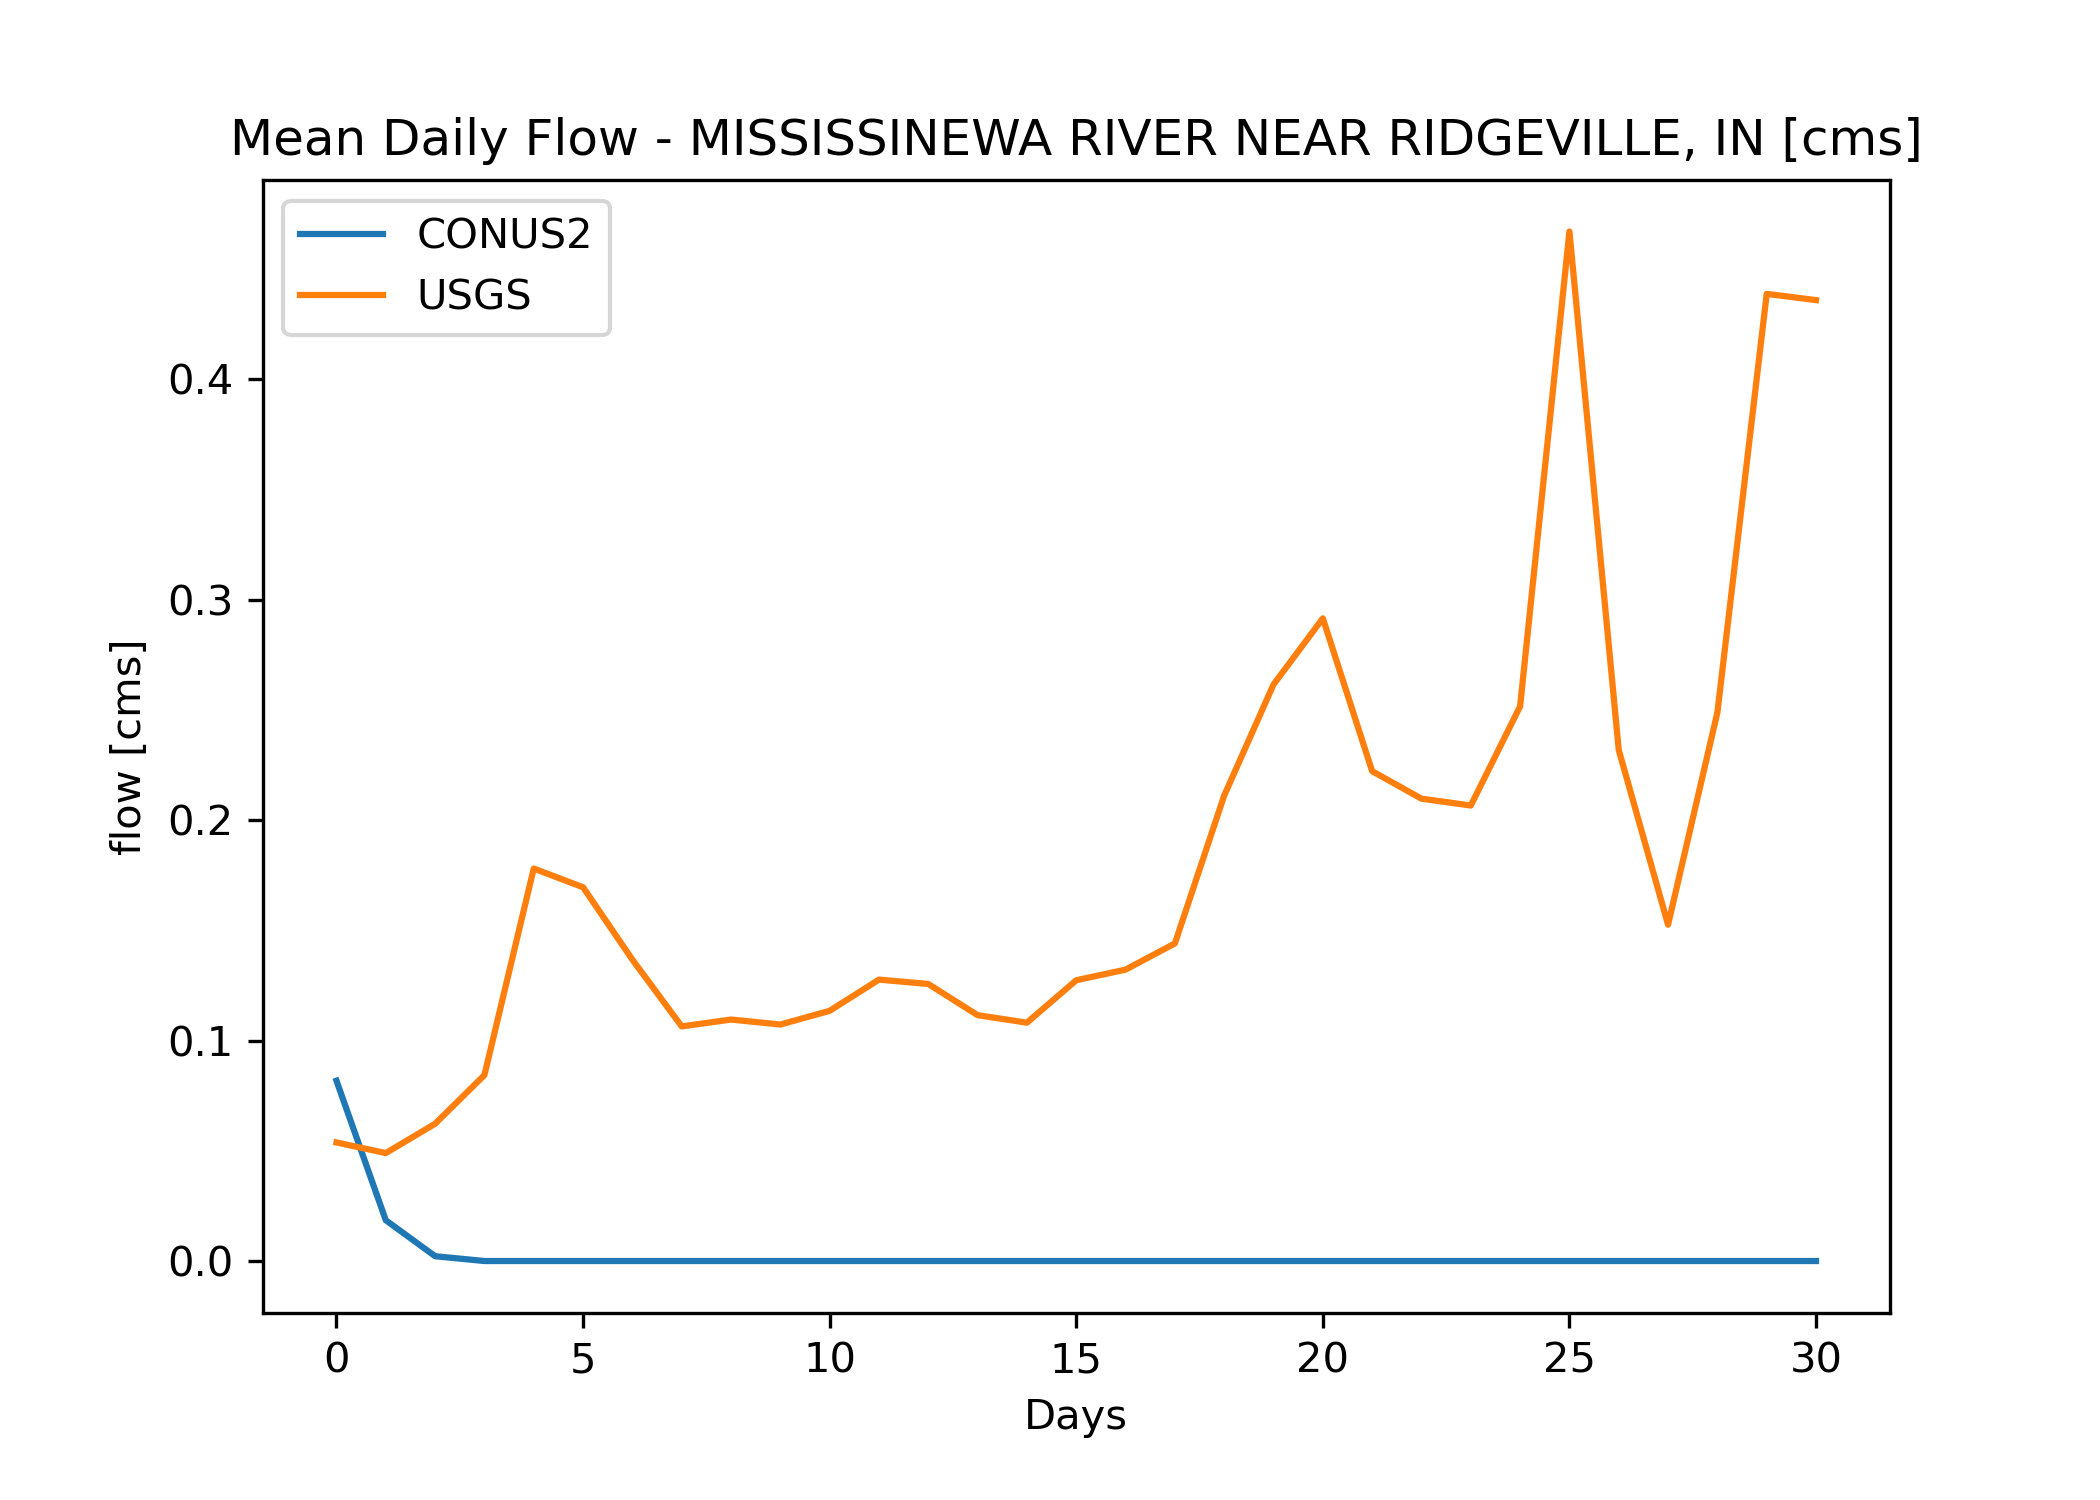 Mean Daily Flow - MISSISSINEWA RIVER NEAR RIDGEVILLE, IN [cms]
CONUS2
USGS
0.4
0.3
0.2
0.1
0.0
flow [cms]
0 5 10 15 20 25 30
Days